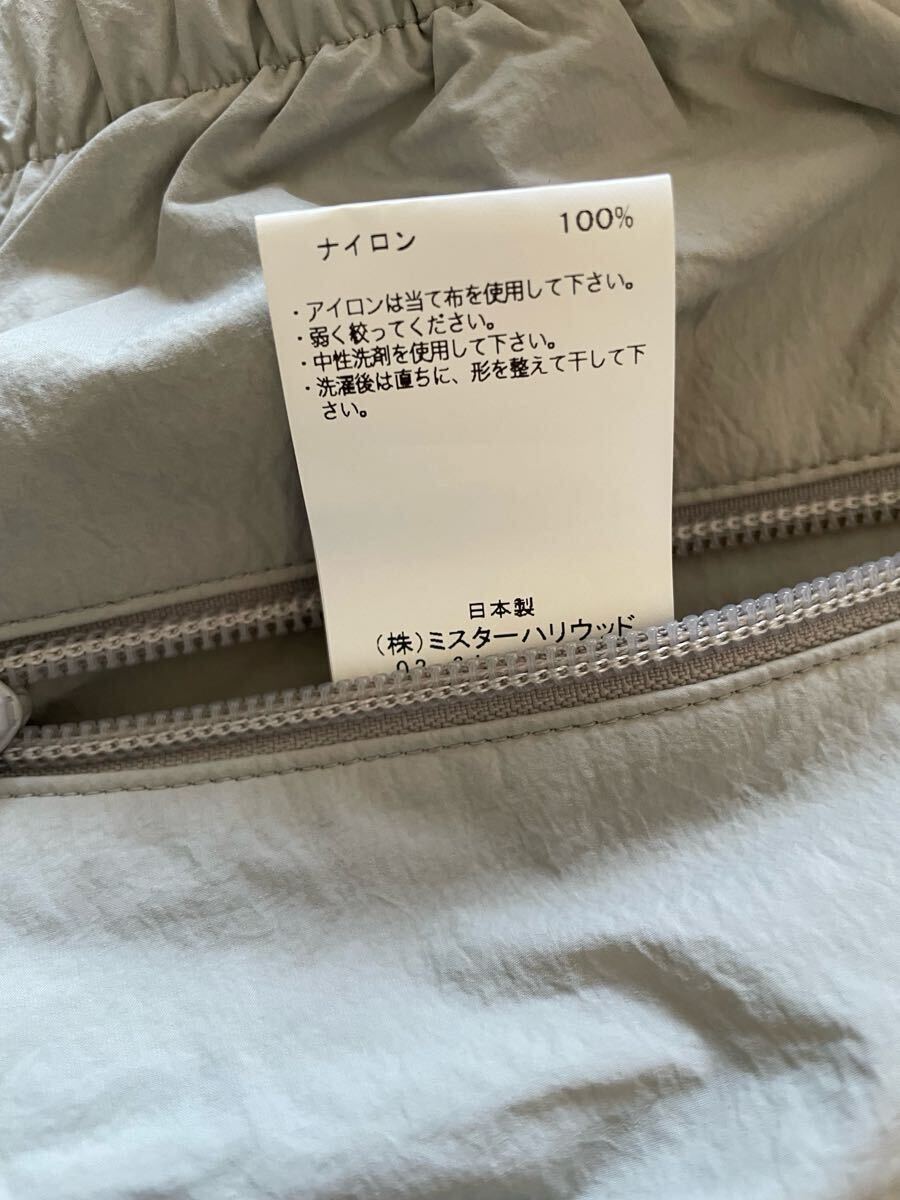 ナイロン 100%
・アイロンは当て布を使用して下さい。
・弱く絞ってください。
・中性洗剤を使用して下さい。
・洗濯後は直ちに、形を整えて干して下
さい。
日本製
(株)ミスターハリウッド